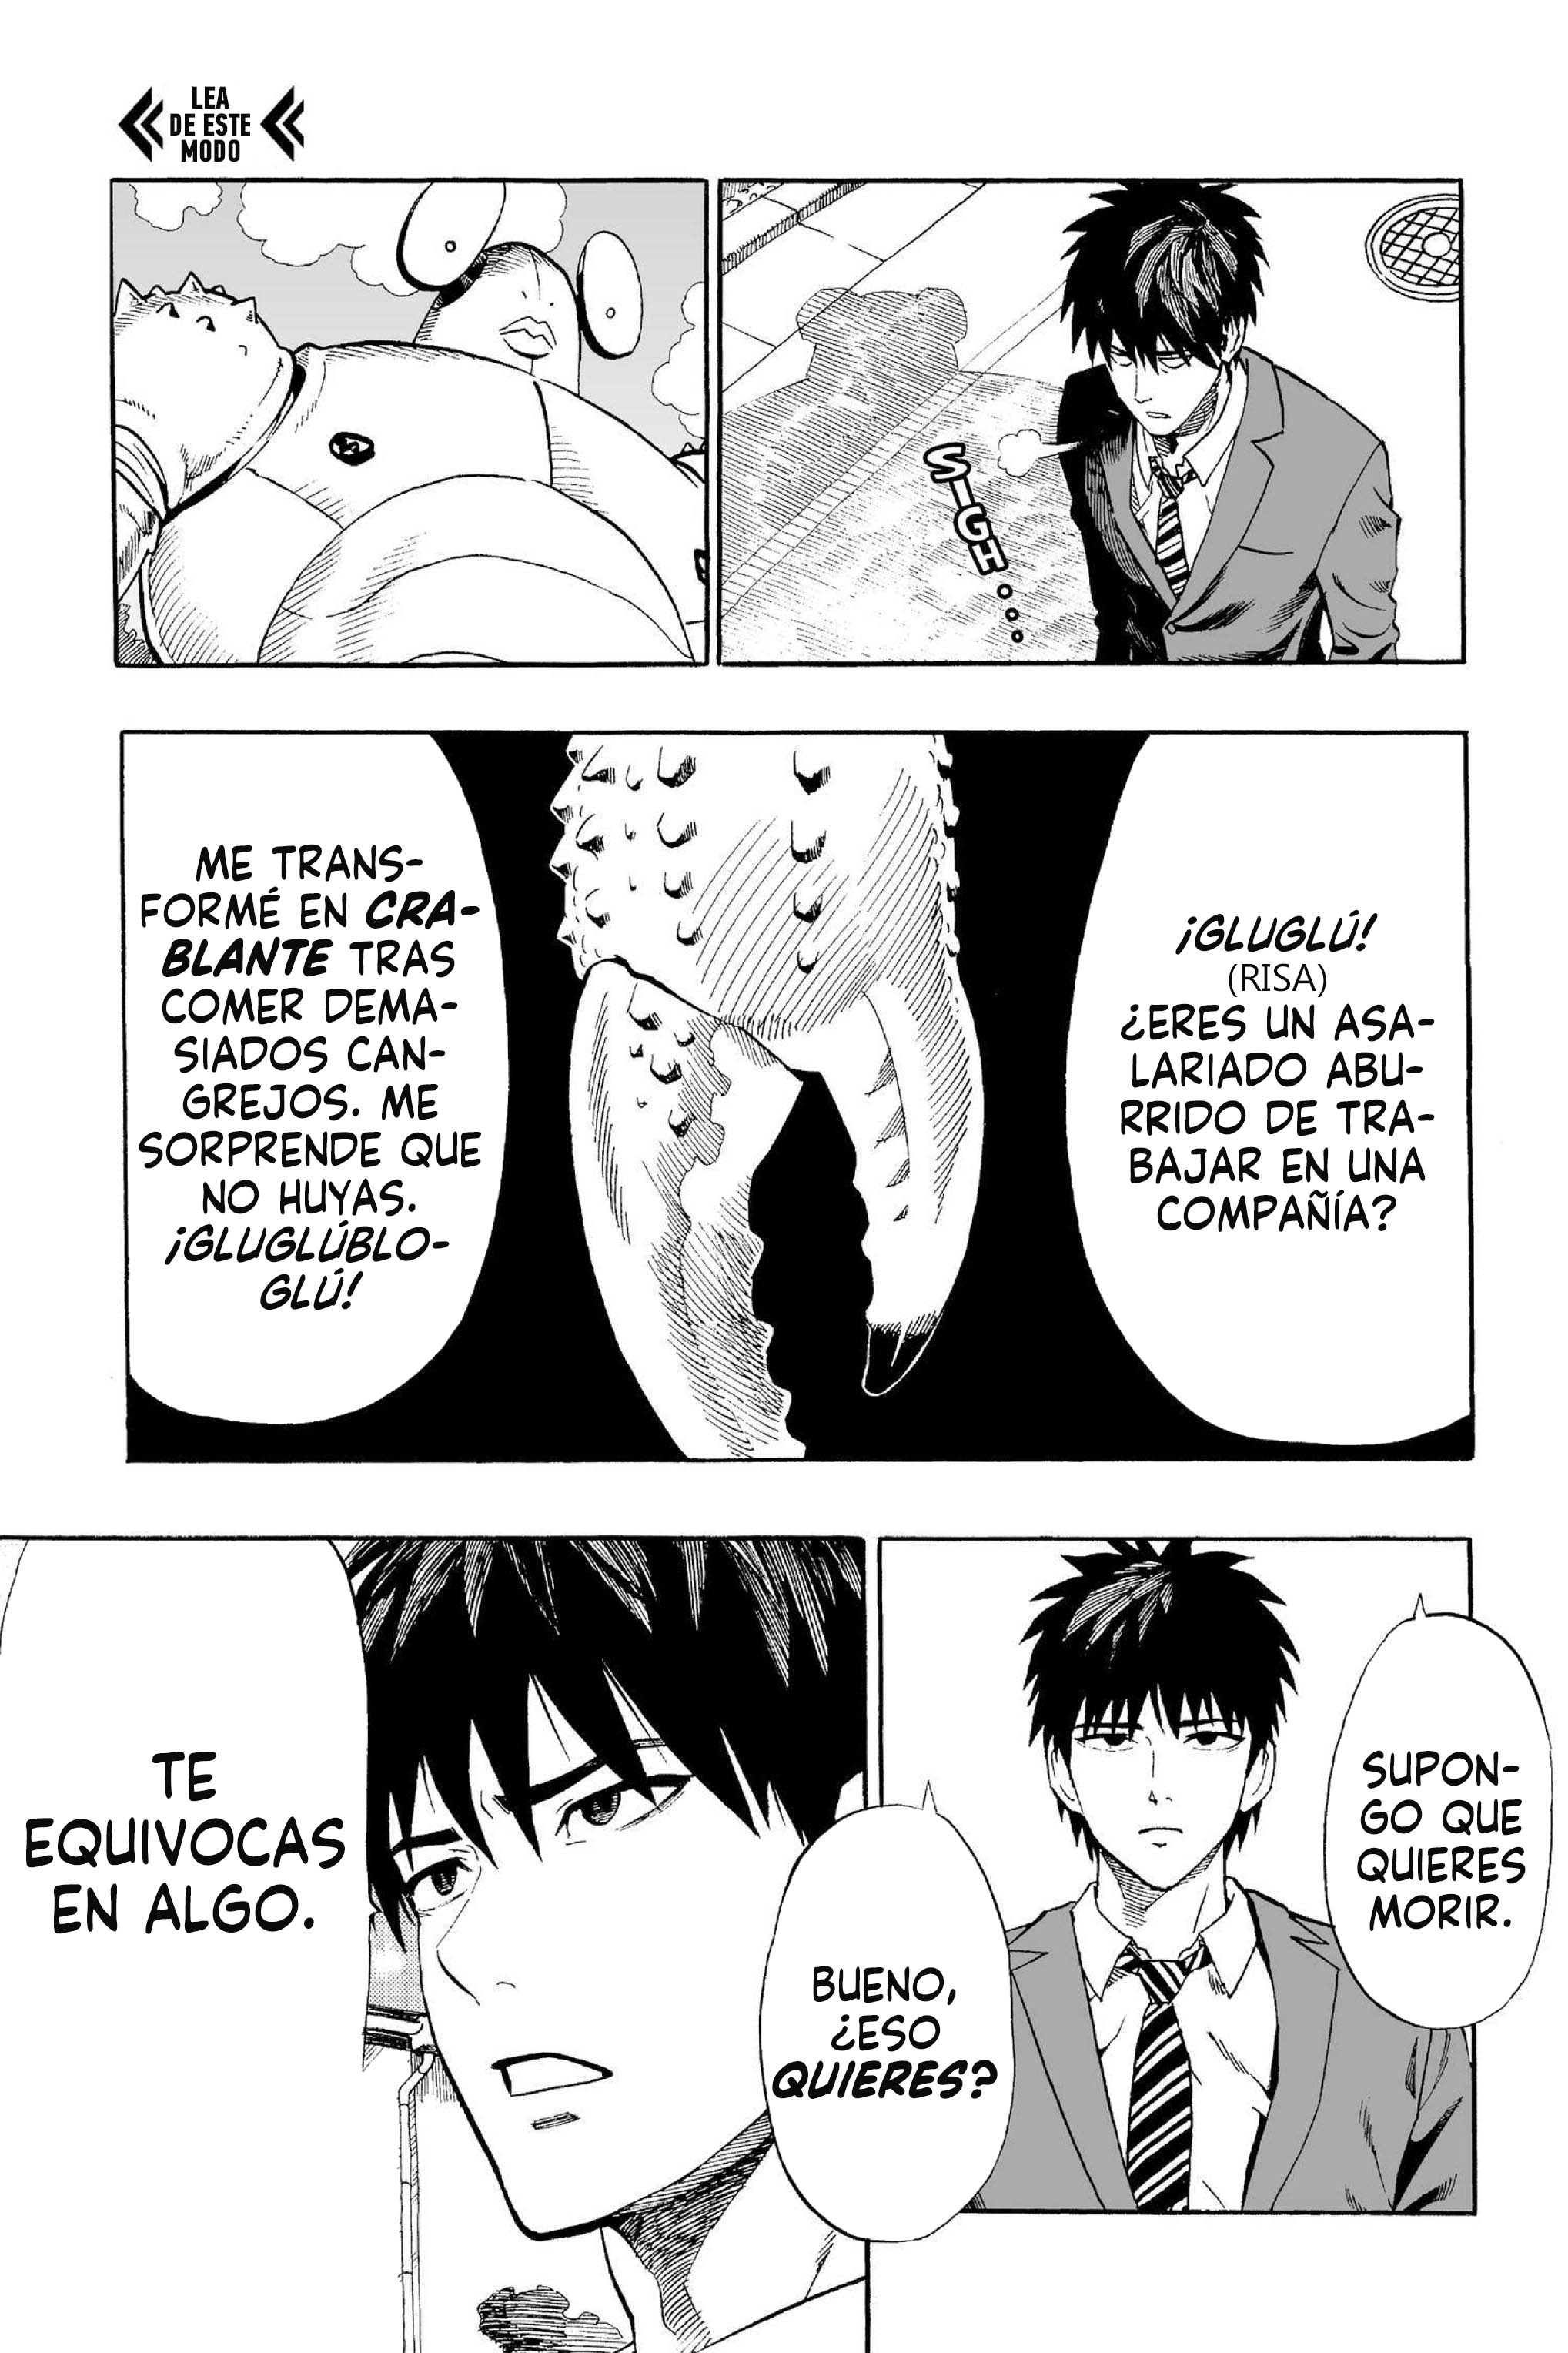 LEA
DE ESTE
MODO
SIGH...
¡GLUGLÚ!
(RISA)
¿ERES UN ASA-
LARIADO ABU-
RRIDO DE TRA-
BAJAR EN UNA
COMPAÑÍA?
ME TRANS-
FORMÉ EN CRA-
BLANTE TRAS
COMER DEMA-
SIADOS CAN-
GREJOS. ME
SORPRENDE QUE
NO HUYAS.
¡GLUGLÚBLO-
GLÚ!
SUPON-
GO QUE
QUIERES
MORIR.
BUENO,
¿ESO
QUIERES?
TE
EQUIVOCAS
EN ALGO.